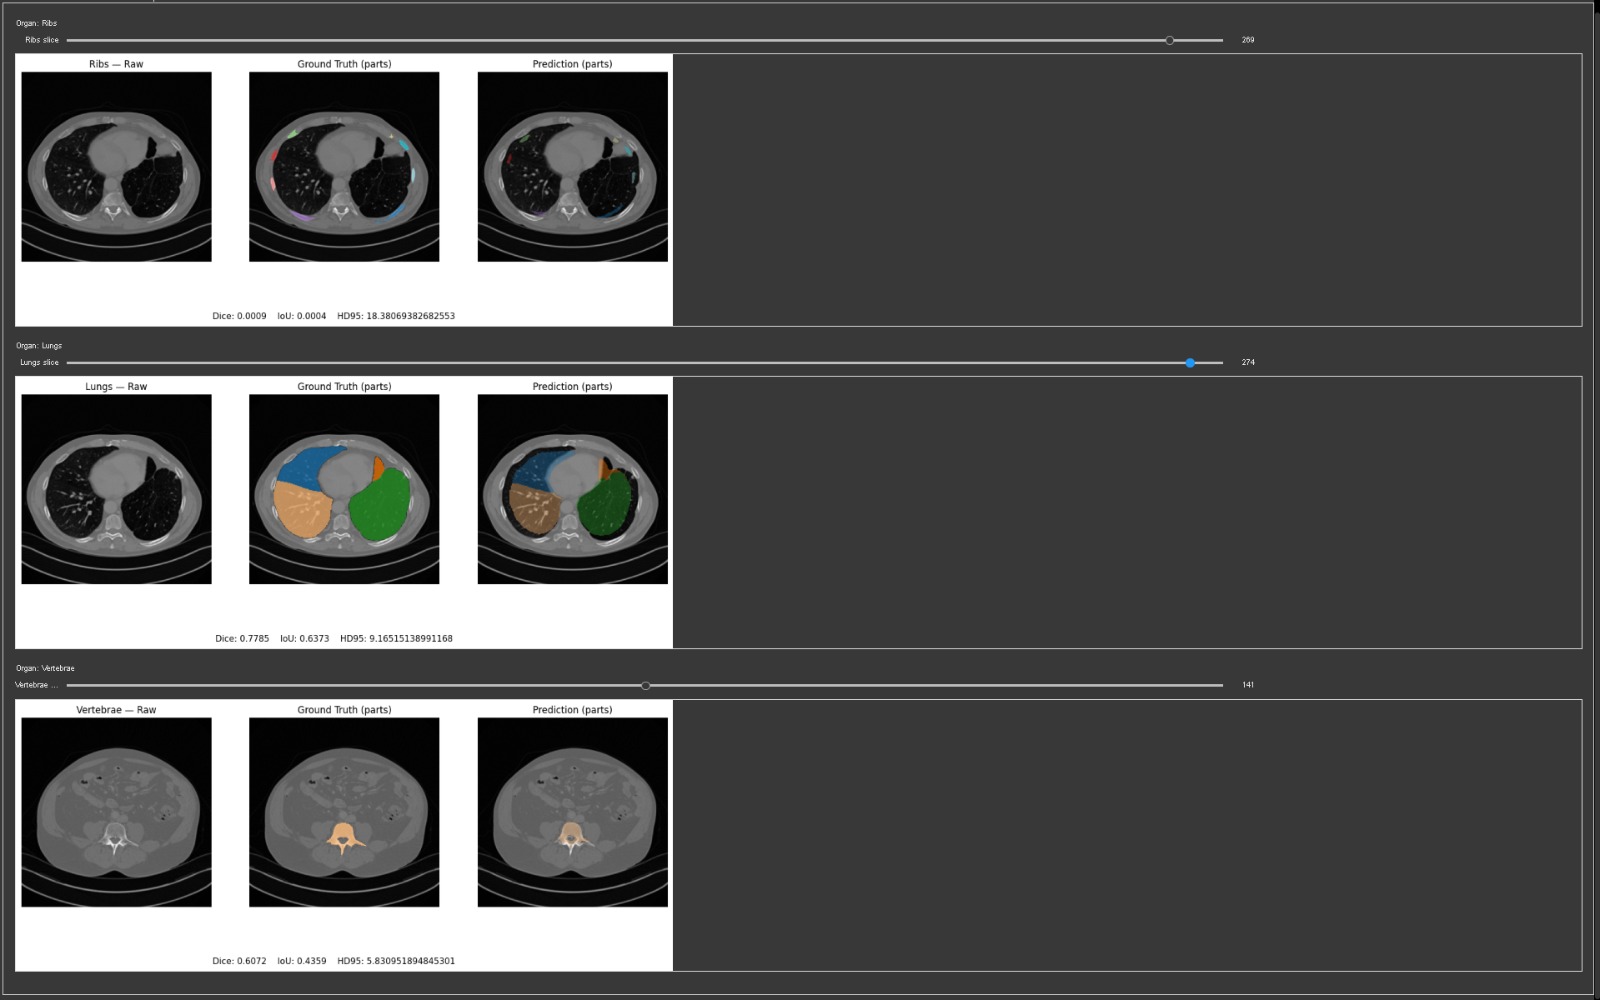 Organ: Ribs
Ribs slice 269
Ribs — Raw Ground Truth (parts) Prediction (parts)
Dice: 0.0009 IoU: 0.0004 HD95: 18.38069382682553
Organ: Lungs
Lungs slice 274
Lungs — Raw Ground Truth (parts) Prediction (parts)
Dice: 0.7785 IoU: 0.6373 HD95: 9.16515138991168
Organ: Vertebrae
Vertebrae ... 141
Vertebrae — Raw Ground Truth (parts) Prediction (parts)
Dice: 0.6072 IoU: 0.4359 HD95: 5.830951894845301